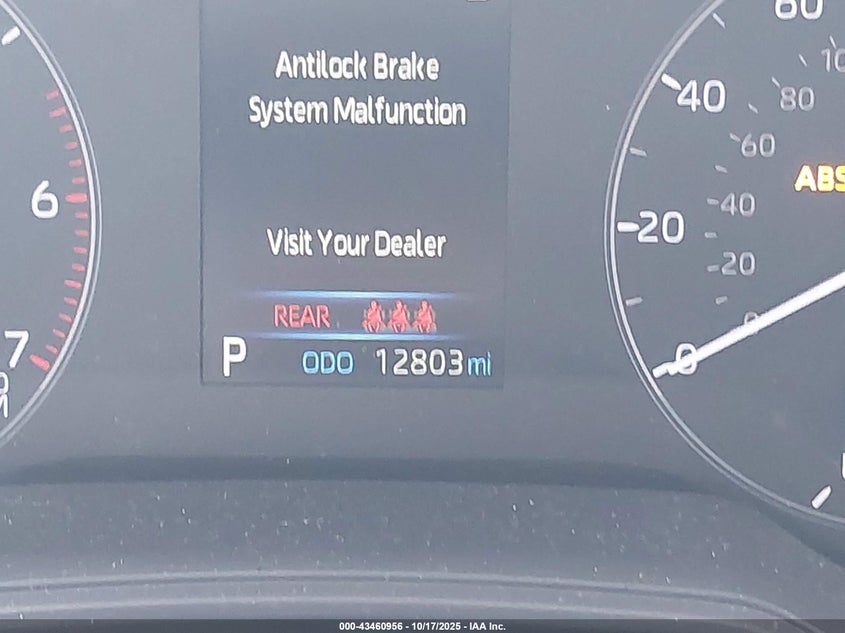 Antilock Brake
System Malfunction
Visit Your Dealer
REAR
P ODO 12803 mi
6
7
60
40
20
0
80
60
40
20
0
ABS
000-43460956 - 10/17/2025 - IAA Inc.